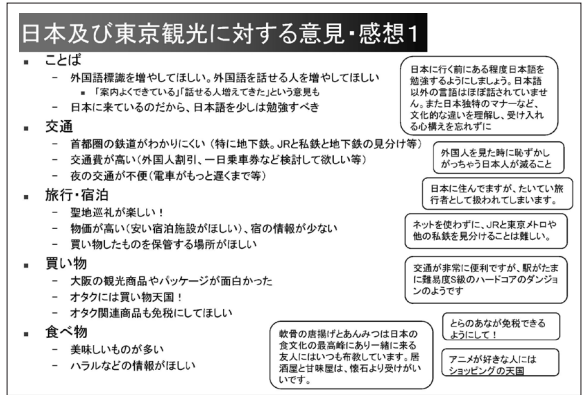 日本及び東京観光に対する意見・感想1
▪ ことば
– 外国語標識を増やしてほしい。外国語を話せる人を増やしてほしい
▪ 「案内よくできている」「話せる人増えてきた」という意見も
– 日本に来ているのだから、日本語を少しは勉強すべき
▪ 交通
– 首都圏の鉄道がわかりにくい（特に地下鉄。JRと私鉄と地下鉄の見分け等）
– 交通費が高い（外国人割引、一日乗車券など検討して欲しい等）
– 夜の交通が不便（電車がもっと遅くまで等）
▪ 旅行・宿泊
– 聖地巡礼が楽しい！
– 物価が高い（安い宿泊施設がほしい）、宿の情報が少ない
– 買い物したものを保管する場所がほしい
▪ 買い物
– 大阪の観光商品やパッケージが面白かった
– オタクには買い物天国！
– オタク関連商品も免税にしてほしい
▪ 食べ物
– 美味しいものが多い
– ハラルなどの情報がほしい
日本に行く前にある程度日本語を
勉強するようにしましょう。日本語
以外の言語はほぼ話されていませ
ん。また日本独特のマナーなど、
文化的な違いを理解し、受け入れ
る心構えを忘れずに
外国人を見た時に恥ずかし
がっちゃう日本人が減ること
日本に住んでますが、たいてい旅
行者として扱われてしまいます。
ネットを使わずに、JRと東京メトロや
他の私鉄を見分けることは難しい。
交通が非常に便利ですが、駅がたま
に難易度S級のハードコアのダンジョ
ンのようです
とらのあなが免税できる
ようにして！
アニメが好きな人には
ショッピングの天国
軟骨の唐揚げとあんみつは日本の
食文化の最高峰にあり一緒に来る
友人にはいつも布教しています。居
酒屋と甘味屋は、懐石より受けがい
いです。